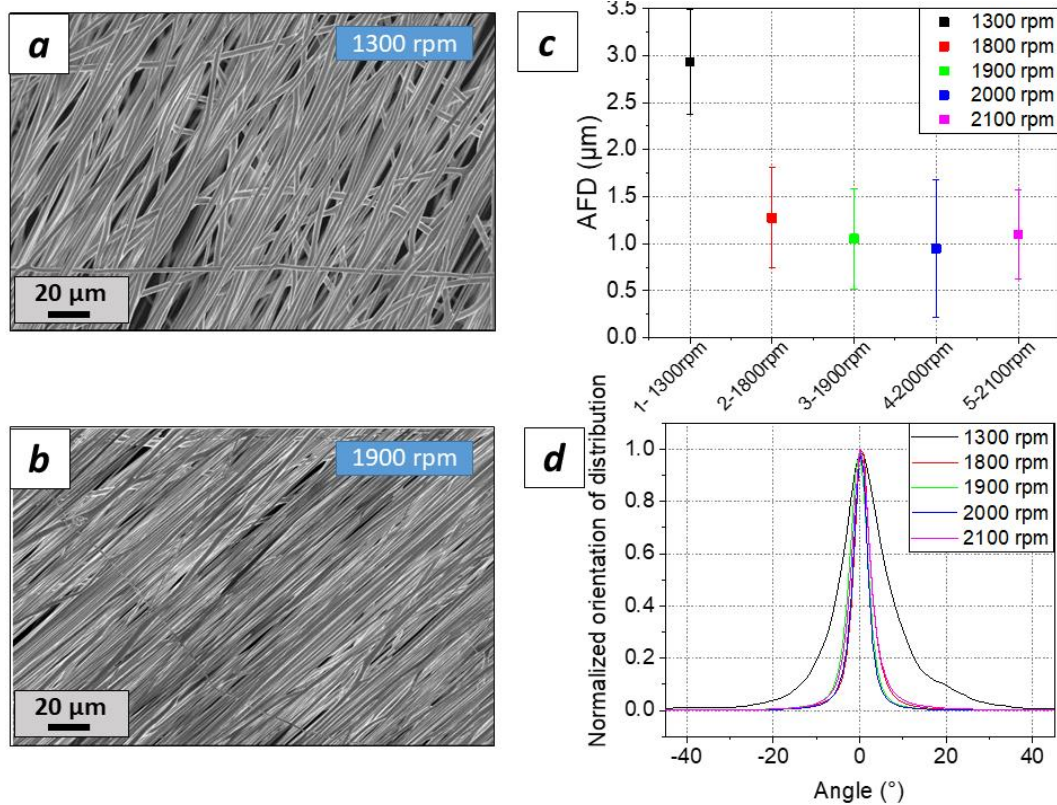 a
1300 rpm
20 µm
b
1900 rpm
20 µm
c
AFD (µm)
3.5
3.0
2.5
2.0
1.5
1.0
0.5
0.0
1300 rpm
1800 rpm
1900 rpm
2000 rpm
2100 rpm
1- 1300rpm
2-1800rpm
3-1900rpm
4-2000rpm
5-2100rpm
d
Normalized orientation of distribution
1.0
0.8
0.6
0.4
0.2
0.0
1300 rpm
1800 rpm
1900 rpm
2000 rpm
2100 rpm
-40
-20
0
20
40
Angle (°)